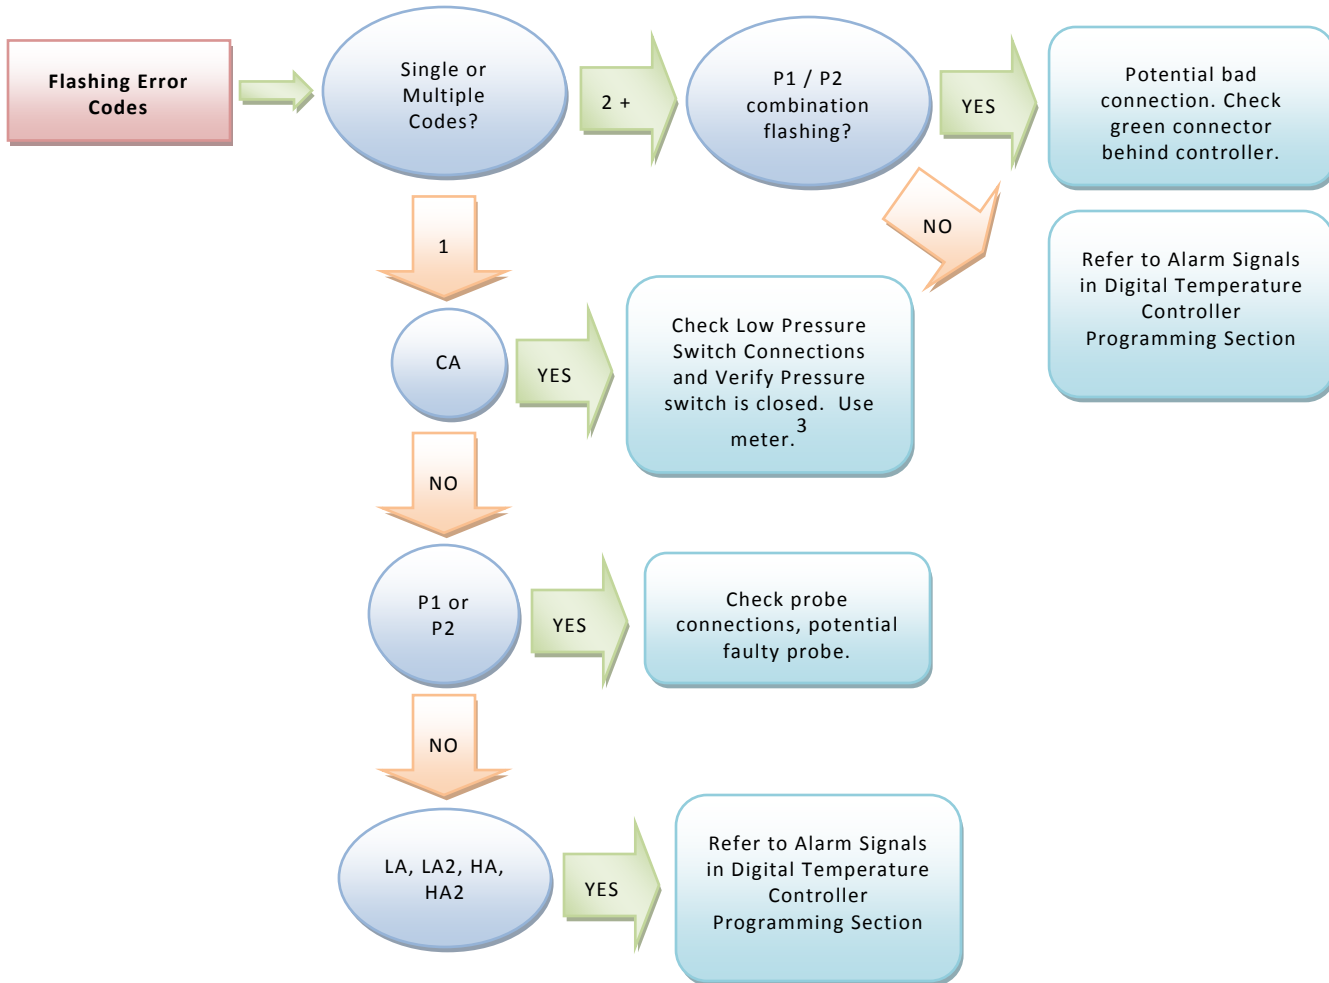 Flashing Error
Codes
Single or
Multiple
Codes?
2 +
P1 / P2
combination
flashing?
YES
Potential bad
connection. Check
green connector
behind controller.
NO
Refer to Alarm Signals
in Digital Temperature
Controller
Programming Section
1
CA
YES
Check Low Pressure
Switch Connections
and Verify Pressure
switch is closed.  Use
meter.3
NO
P1 or
P2
YES
Check probe
connections, potential
faulty probe.
NO
LA, LA2, HA,
HA2
YES
Refer to Alarm Signals
in Digital Temperature
Controller
Programming Section